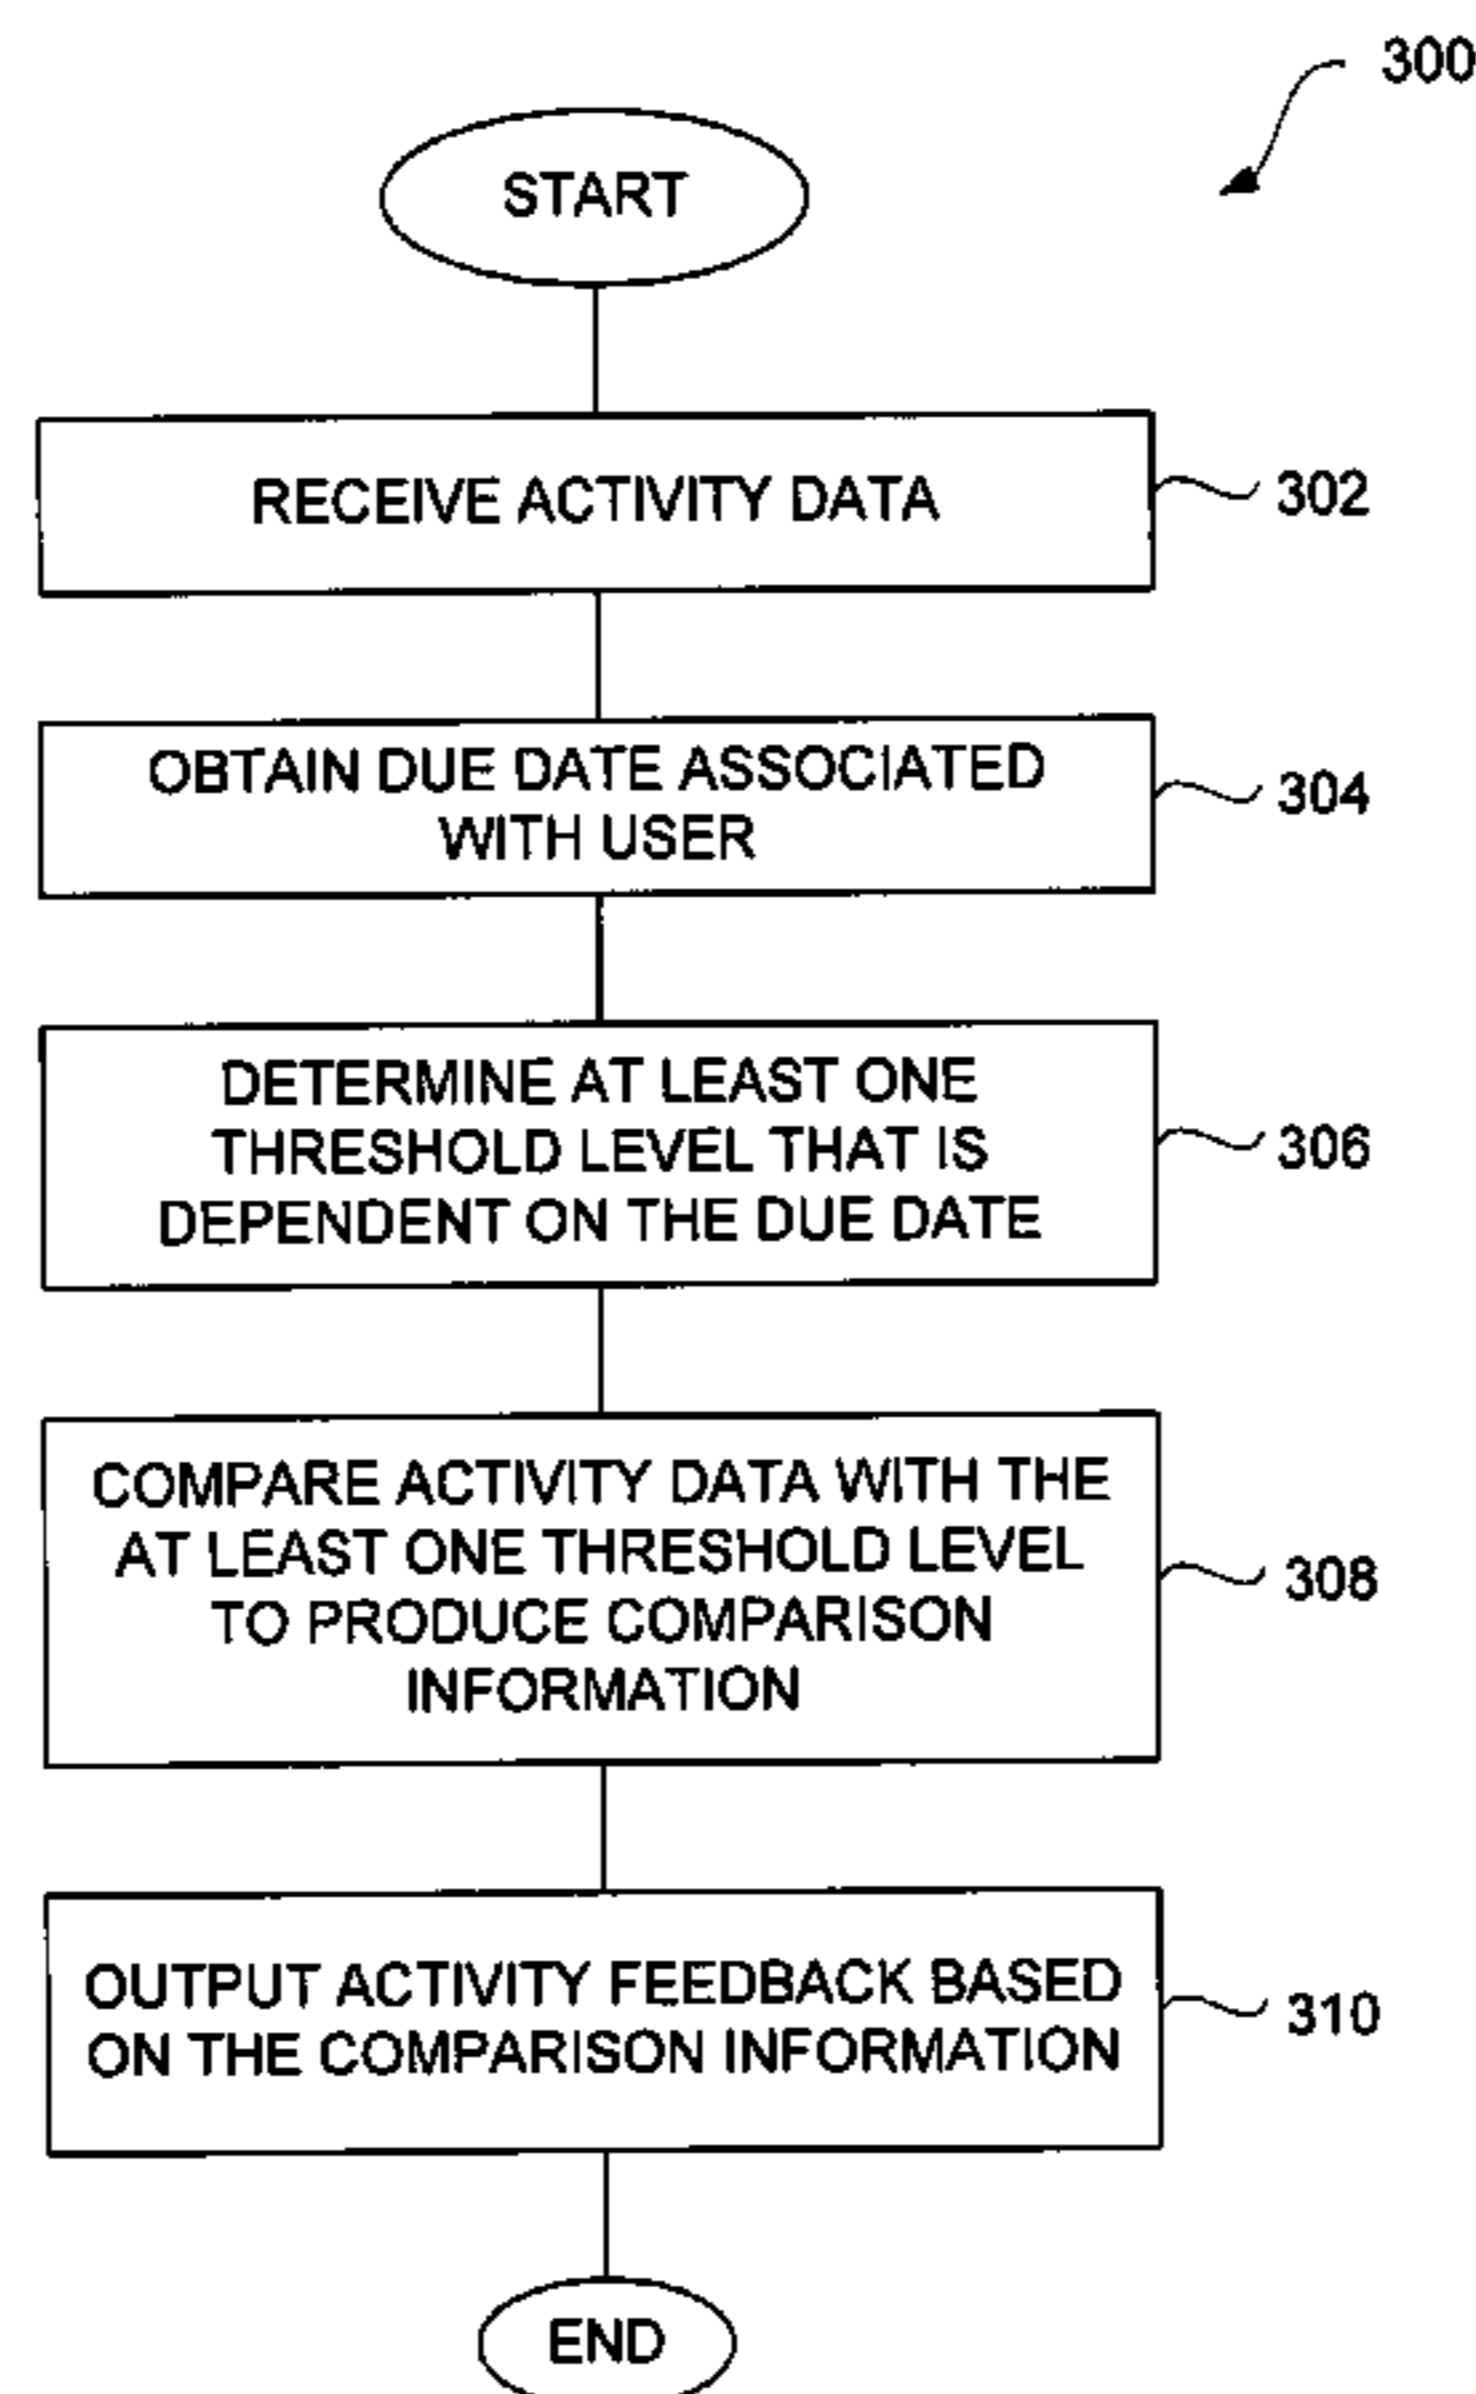 300
START
RECEIVE ACTIVITY DATA
302
OBTAIN DUE DATE ASSOCIATED
WITH USER
304
DETERMINE AT LEAST ONE
THRESHOLD LEVEL THAT IS
DEPENDENT ON THE DUE DATE
306
COMPARE ACTIVITY DATA WITH THE
AT LEAST ONE THRESHOLD LEVEL
TO PRODUCE COMPARISON
INFORMATION
308
OUTPUT ACTIVITY FEEDBACK BASED
ON THE COMPARISON INFORMATION
310
END